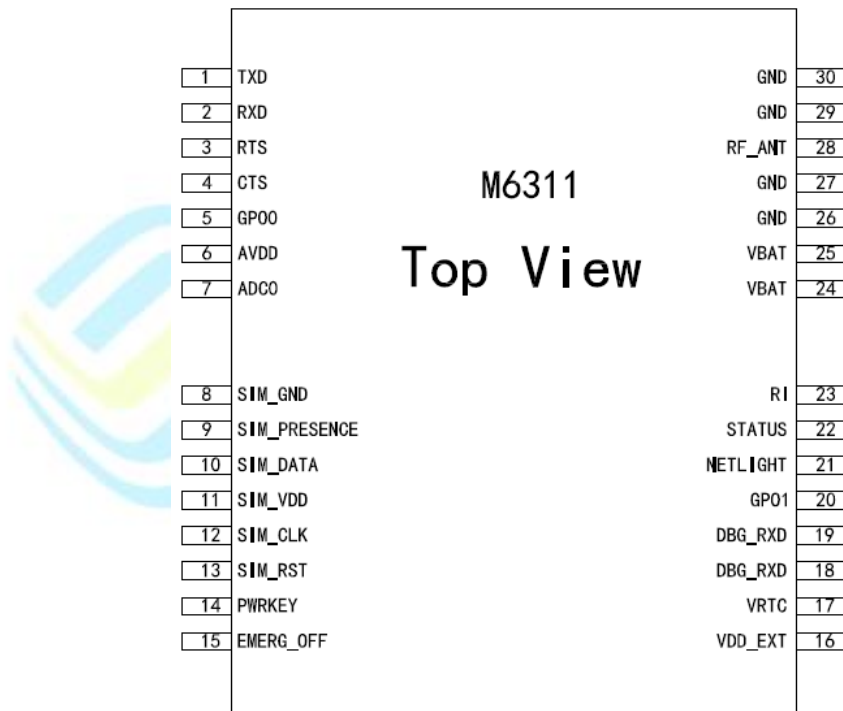 1 TXD GND 30
2 RXD GND 29
3 RTS RF_ANT 28
4 CTS M6311 GND 27
5 GPO0 GND 26
6 AVDD Top View VBAT 25
7 ADC0 VBAT 24
8 SIM_GND RI 23
9 SIM_PRESENCE STATUS 22
10 SIM_DATA NETLIGHT 21
11 SIM_VDD GPO1 20
12 SIM_CLK DBG_RXD 19
13 SIM_RST DBG_RXD 18
14 PWRKEY VRTC 17
15 EMERG_OFF VDD_EXT 16